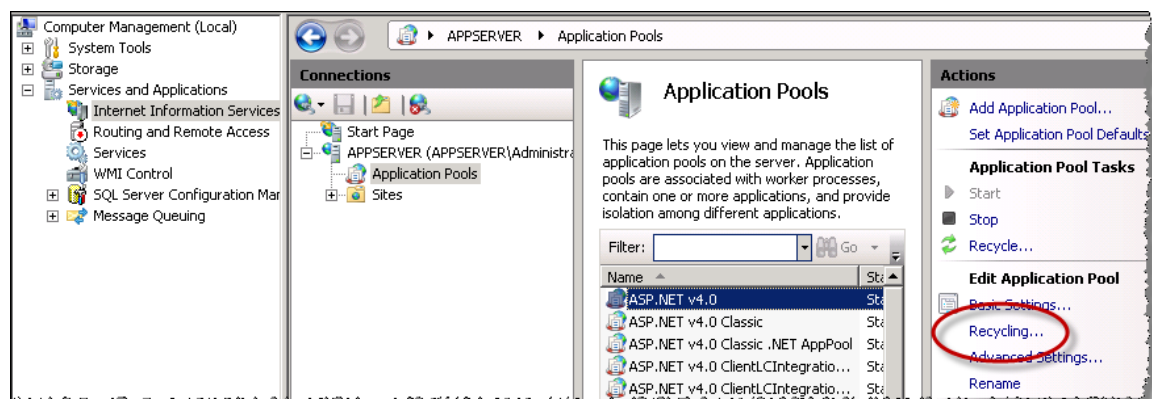 Computer Management (Local)
System Tools
Storage
Services and Applications
Internet Information Services
Routing and Remote Access
Services
WMI Control
SQL Server Configuration Mar
Message Queuing
APPSERVER
Application Pools
Connections
Start Page
APPSERVER (APPSERVER\Administra
Application Pools
Sites
Application Pools
This page lets you view and manage the list of
application pools on the server. Application
pools are associated with worker processes,
contain one or more applications, and provide
isolation among different applications.
Filter:
Go
Name
Sta
ASP.NET v4.0
Sta
ASP.NET v4.0 Classic
Sta
ASP.NET v4.0 Classic .NET AppPool
Sta
ASP.NET v4.0 ClientLCIntegratio...
Sta
ASP.NET v4.0 ClientLCIntegratio...
Sta
Actions
Add Application Pool...
Set Application Pool Defaults
Application Pool Tasks
Start
Stop
Recycle...
Edit Application Pool
Basic Settings...
Recycling...
Advanced Settings...
Rename